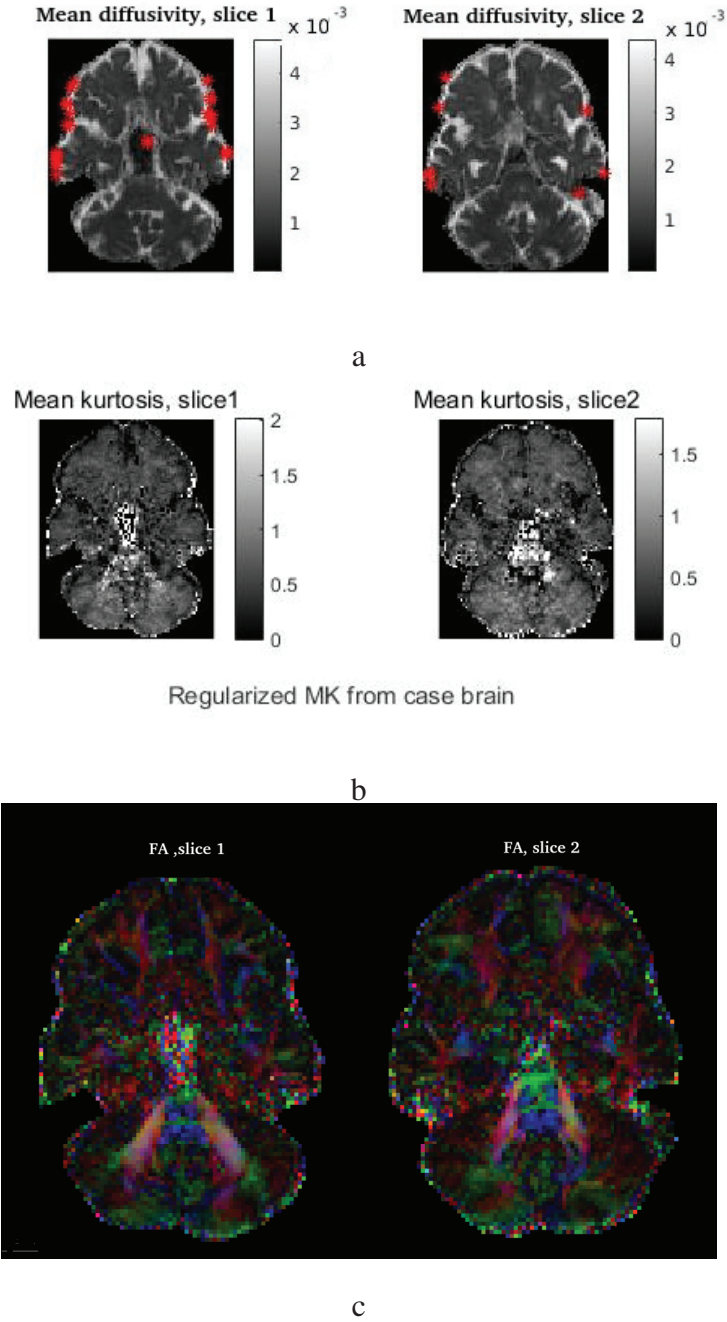 Mean diffusivity, slice 1
x 10-3
4
3
2
1
Mean diffusivity, slice 2
x 10-3
4
3
2
1
a
Mean kurtosis, slice1
2
1.5
1
0.5
0
Mean kurtosis, slice2
1.5
1
0.5
0
Regularized MK from case brain
b
FA ,slice 1
FA, slice 2
c